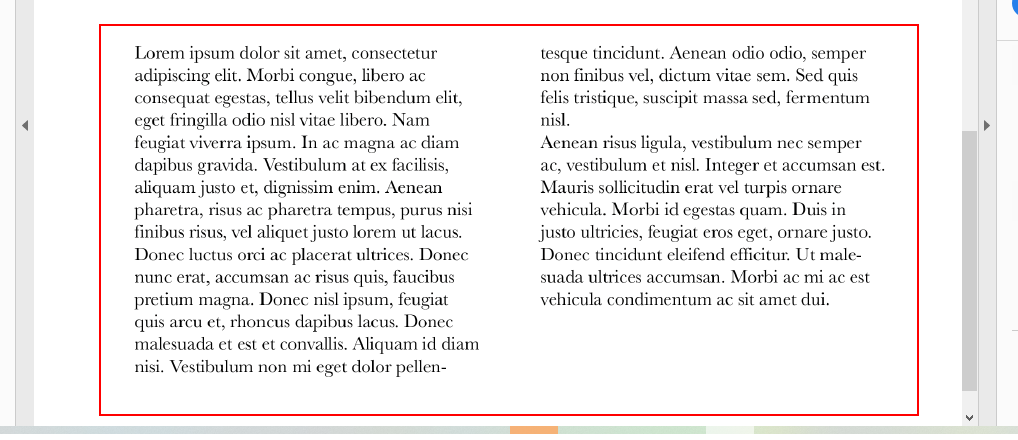 Lorem ipsum dolor sit amet, consectetur
adipiscing elit. Morbi congue, libero ac
consequat egestas, tellus velit bibendum elit,
eget fringilla odio nisl vitae libero. Nam
feugiat viverra ipsum. In ac magna ac diam
dapibus gravida. Vestibulum at ex facilisis,
aliquam justo et, dignissim enim. Aenean
pharetra, risus ac pharetra tempus, purus nisi
finibus risus, vel aliquet justo lorem ut lacus.
Donec luctus orci ac placerat ultrices. Donec
nunc erat, accumsan ac risus quis, faucibus
pretium magna. Donec nisl ipsum, feugiat
quis arcu et, rhoncus dapibus lacus. Donec
malesuada et est et convallis. Aliquam id diam
nisi. Vestibulum non mi eget dolor pellen-
tesque tincidunt. Aenean odio odio, semper
non finibus vel, dictum vitae sem. Sed quis
felis tristique, suscipit massa sed, fermentum
nisl.
Aenean risus ligula, vestibulum nec semper
ac, vestibulum et nisl. Integer et accumsan est.
Mauris sollicitudin erat vel turpis ornare
vehicula. Morbi id egestas quam. Duis in
justo ultricies, feugiat eros eget, ornare justo.
Donec tincidunt eleifend efficitur. Ut male-
suada ultrices accumsan. Morbi ac mi ac est
vehicula condimentum ac sit amet dui.